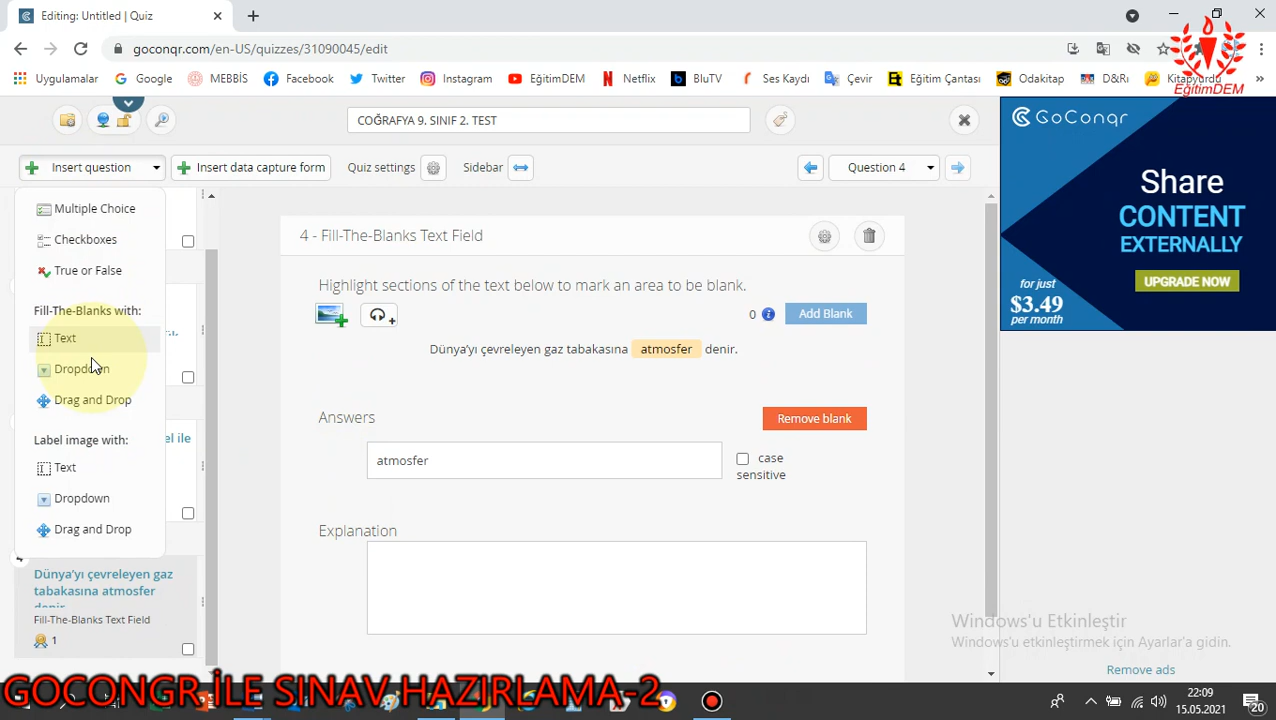 Editing: Untitled | Quiz
goconqr.com/en-US/quizzes/31090045/edit
Uygulamalar
Google
MEBBİS
Facebook
Twitter
Instagram
EğitimDEM
Netflix
BluTV
Ses Kaydı
Çevir
Eğitim Çantası
Odakitap
D&Rı
Kitapyurdu
EğitimDEM
COĞRAFYA 9. SINIF 2. TEST
Insert question
Insert data capture form
Quiz settings
Sidebar
Question 4
Multiple Choice
Checkboxes
True or False
Fill-The-Blanks with:
Text
Dropdown
Drag and Drop
Label image with:
Text
Dropdown
Drag and Drop
el ile
Dünya'yı çevreleyen gaz
tabakasına atmosfer
denir.
Fill-The-Blanks Text Field
1
4 - Fill-The-Blanks Text Field
Highlight sections of the text below to mark an area to be blank.
0
Add Blank
Dünya'yı çevreleyen gaz tabakasına atmosfer denir.
Answers
Remove blank
atmosfer
case
sensitive
Explanation
GoConqr
Share
CONTENT
EXTERNALLY
for just
$3.49
per month
UPGRADE NOW
Windows'u Etkinleştir
Windows'u etkinleştirmek için Ayarlar'a gidin.
Remove ads
GOCONGR İLE SINAV HAZIRLAMA-2
22:09
15.05.2021
20